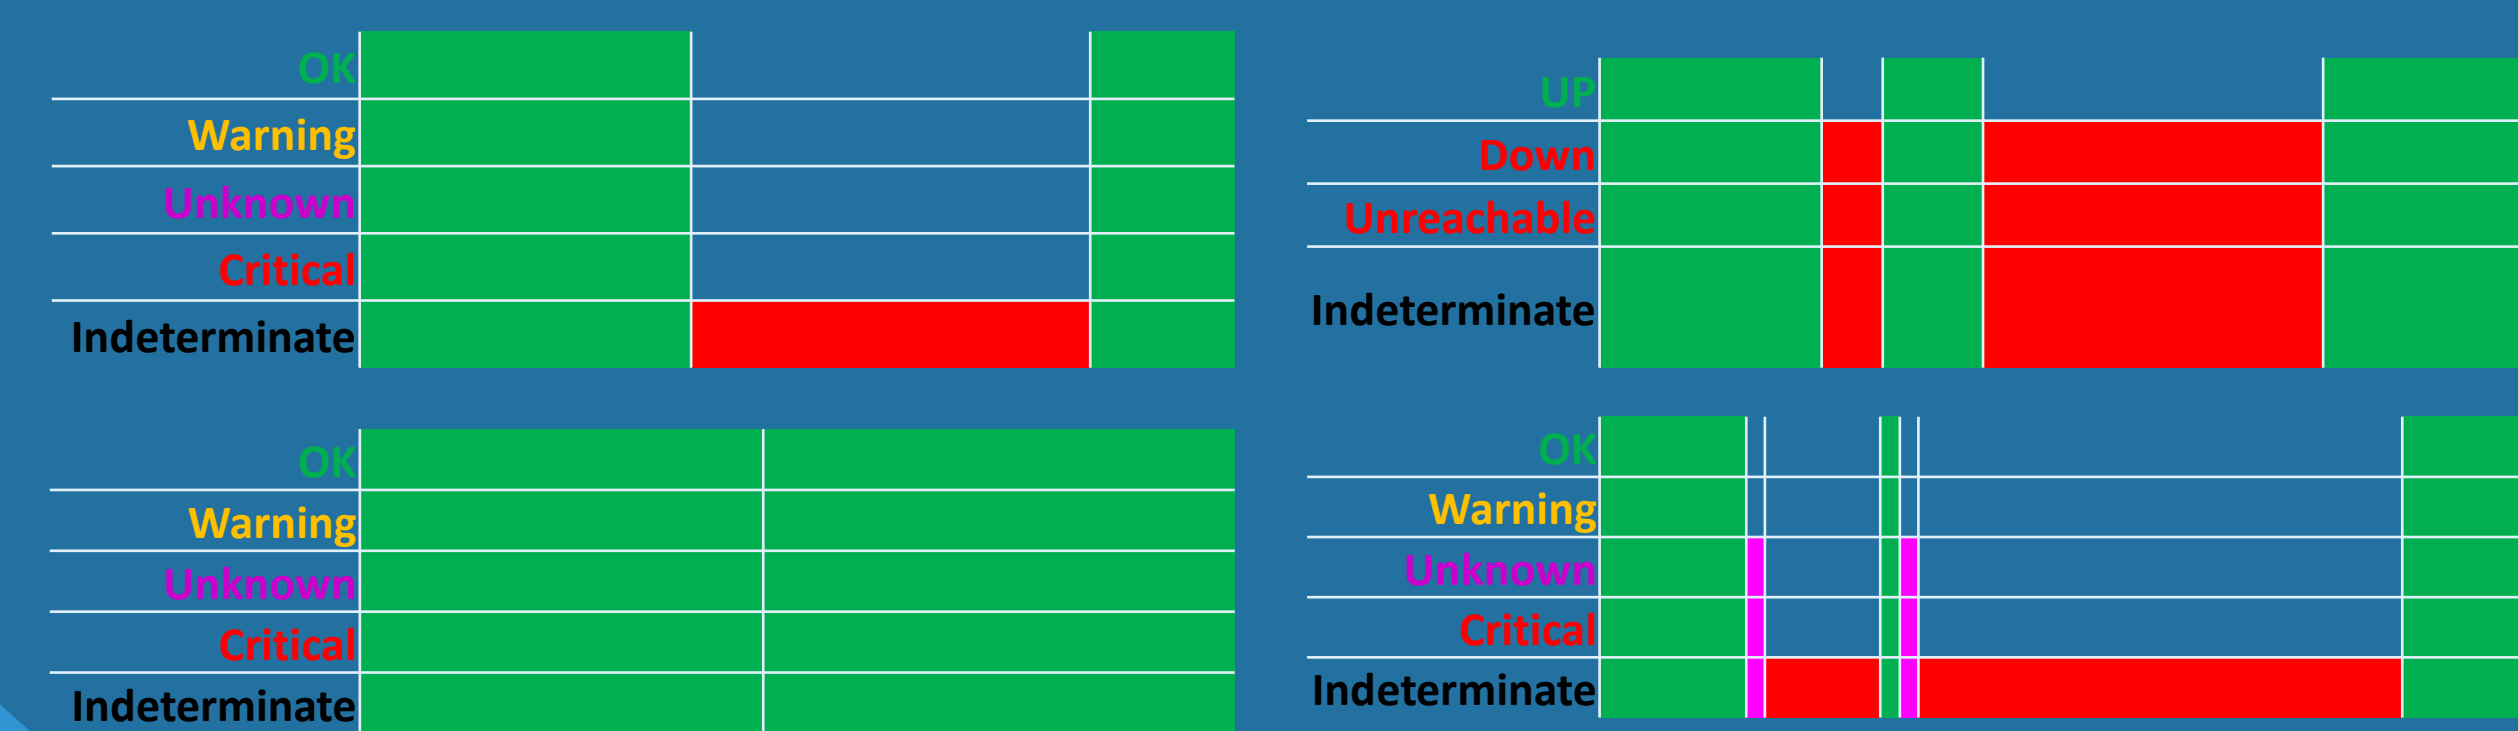 OK
Warning
Unknown
Critical
Indeterminate
UP
Down
Unreachable
Indeterminate
OK
Warning
Unknown
Critical
Indeterminate
OK
Warning
Unknown
Critical
Indeterminate